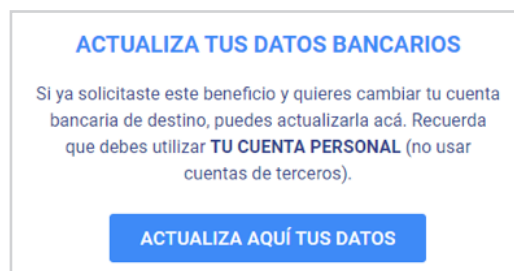 ACTUALIZA TUS DATOS BANCARIOS
Si ya solicitaste este beneficio y quieres cambiar tu cuenta
bancaria de destino, puedes actualizarla acá. Recuerda
que debes utilizar TU CUENTA PERSONAL (no usar
cuentas de terceros).
ACTUALIZA AQUÍ TUS DATOS